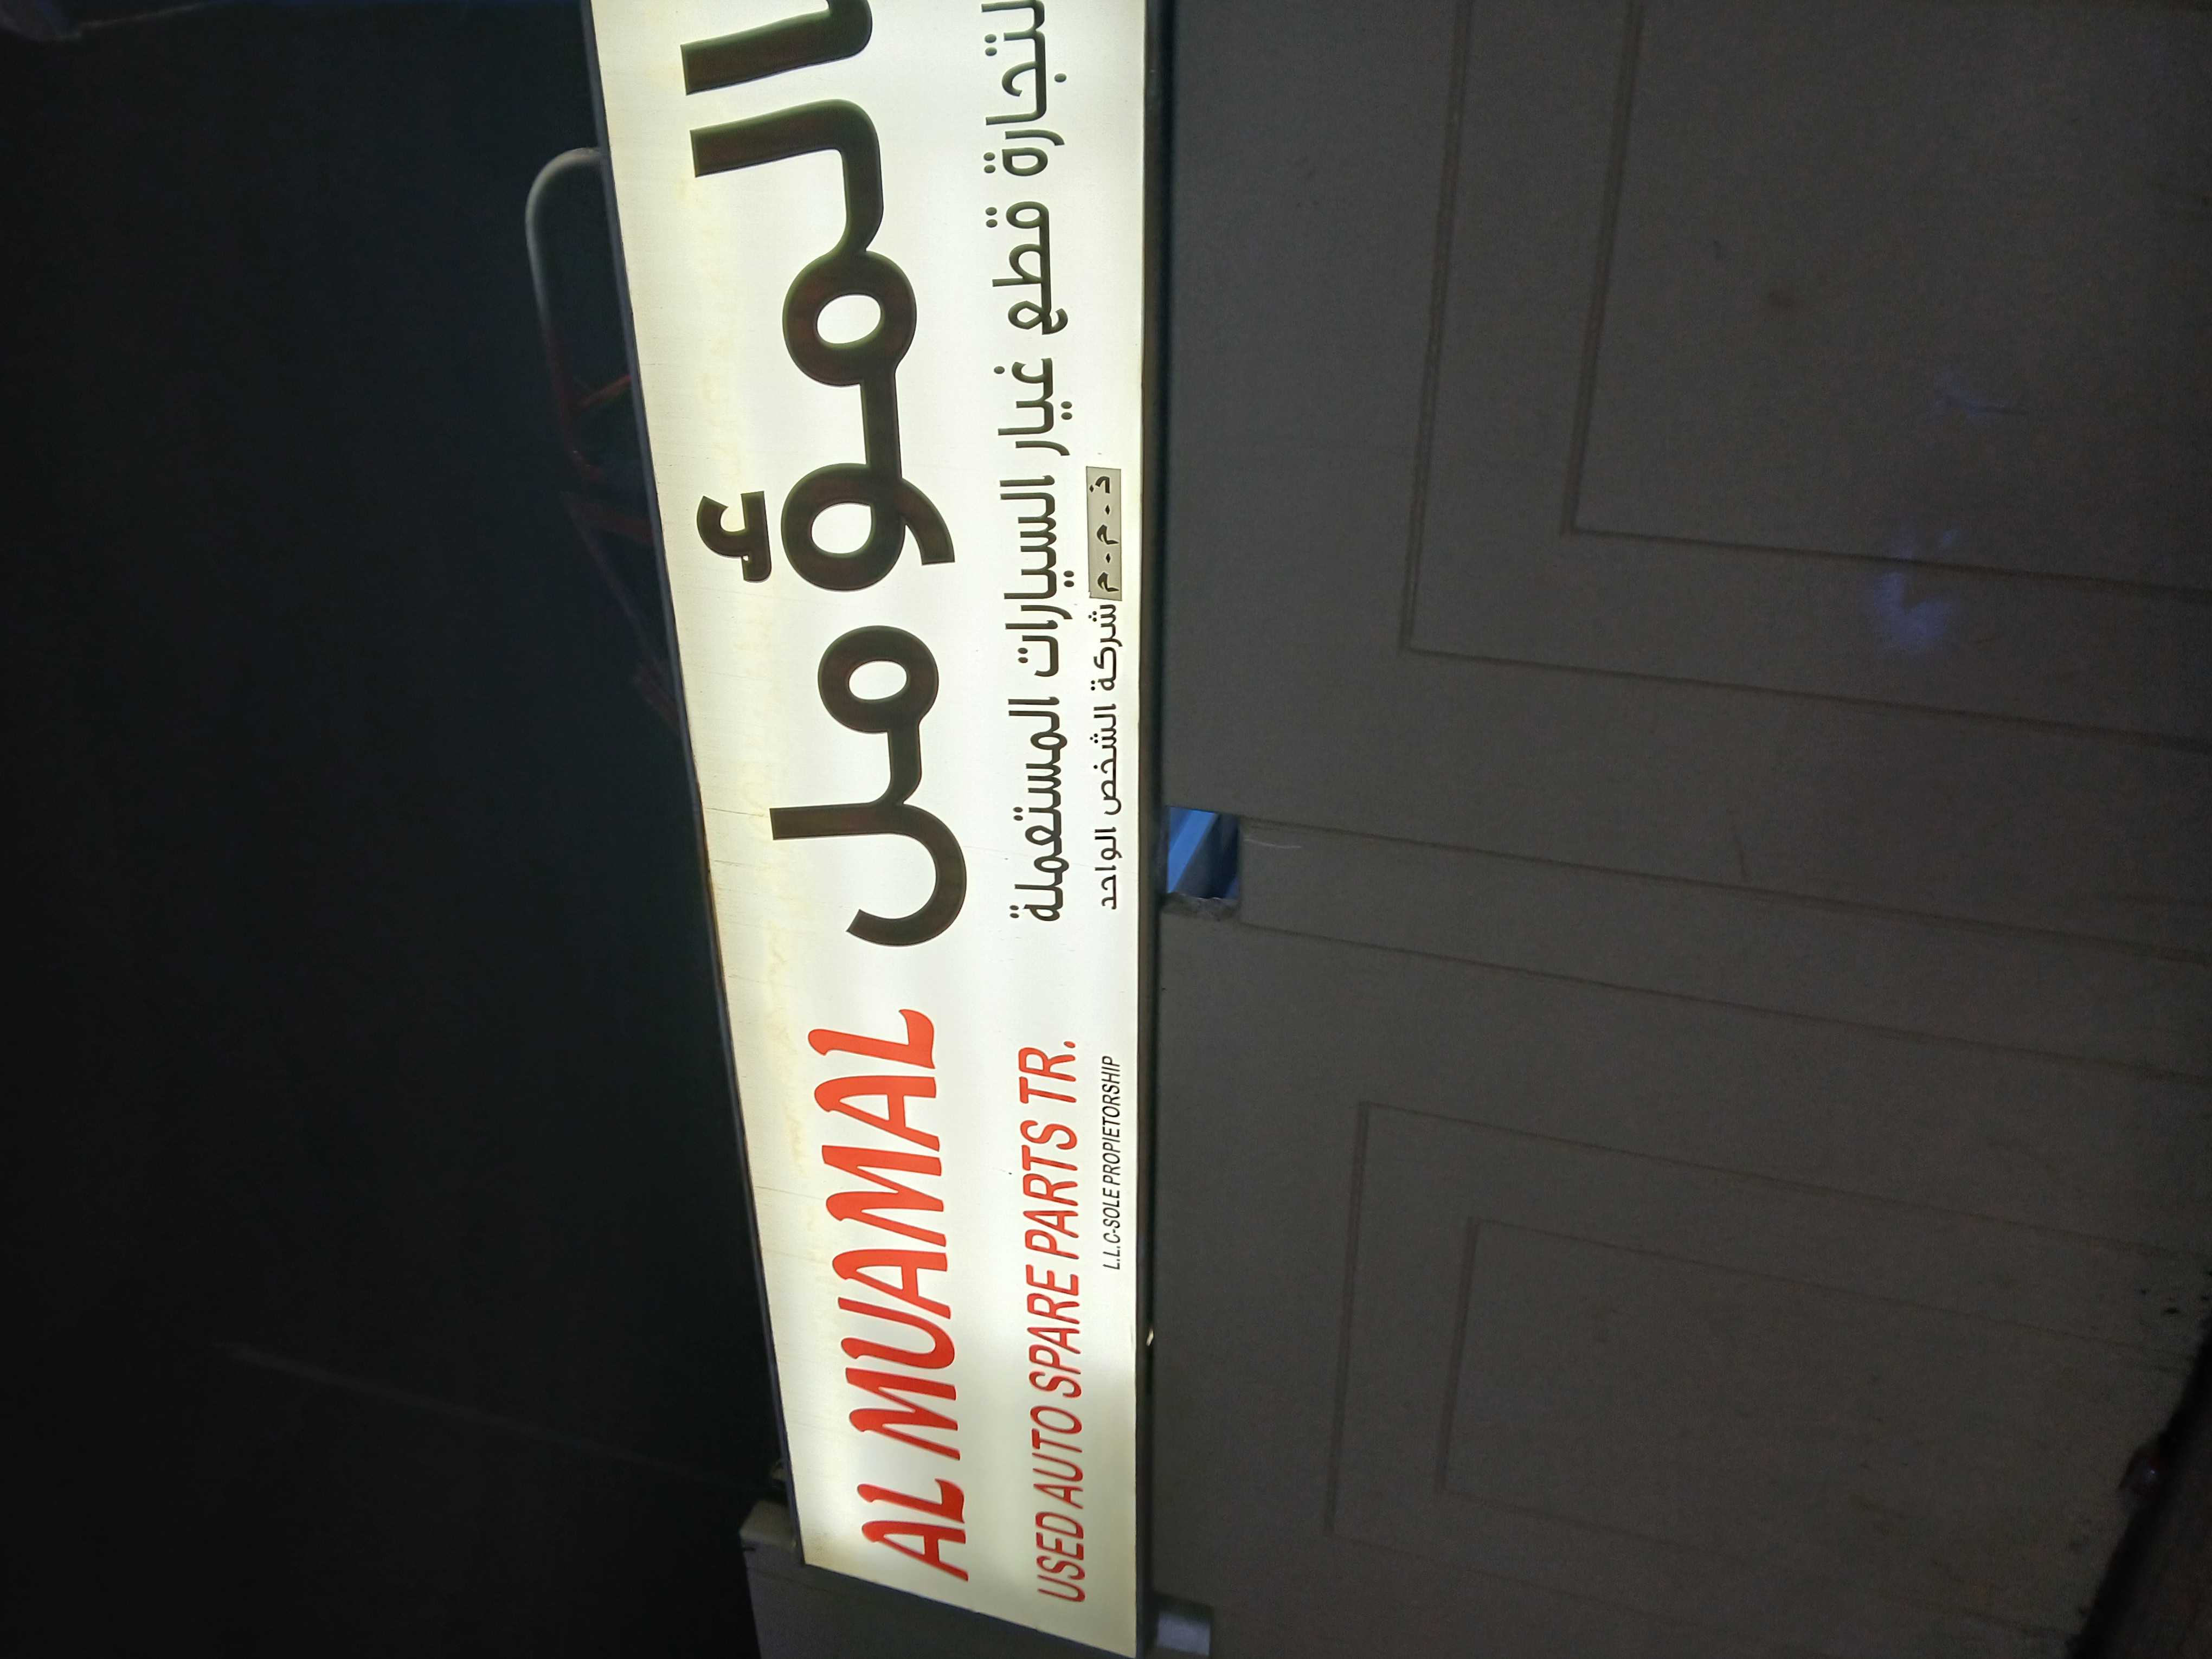 المؤمل
لتجارة قطع غيار السيارات المستعملة
ذ.م.م شركة الشخص الواحد
AL MUAMAL
USED AUTO SPARE PARTS TR.
L.L.C-SOLE PROPIETORSHIP